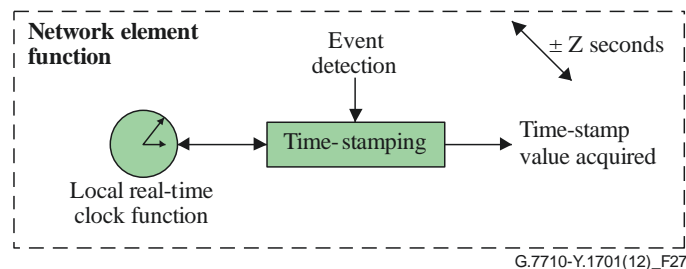 Network element
function
Event
detection
± Z seconds
Time-stamping
Time-stamp
value acquired
Local real-time
clock function
G.7710-Y.1701(12)_F27